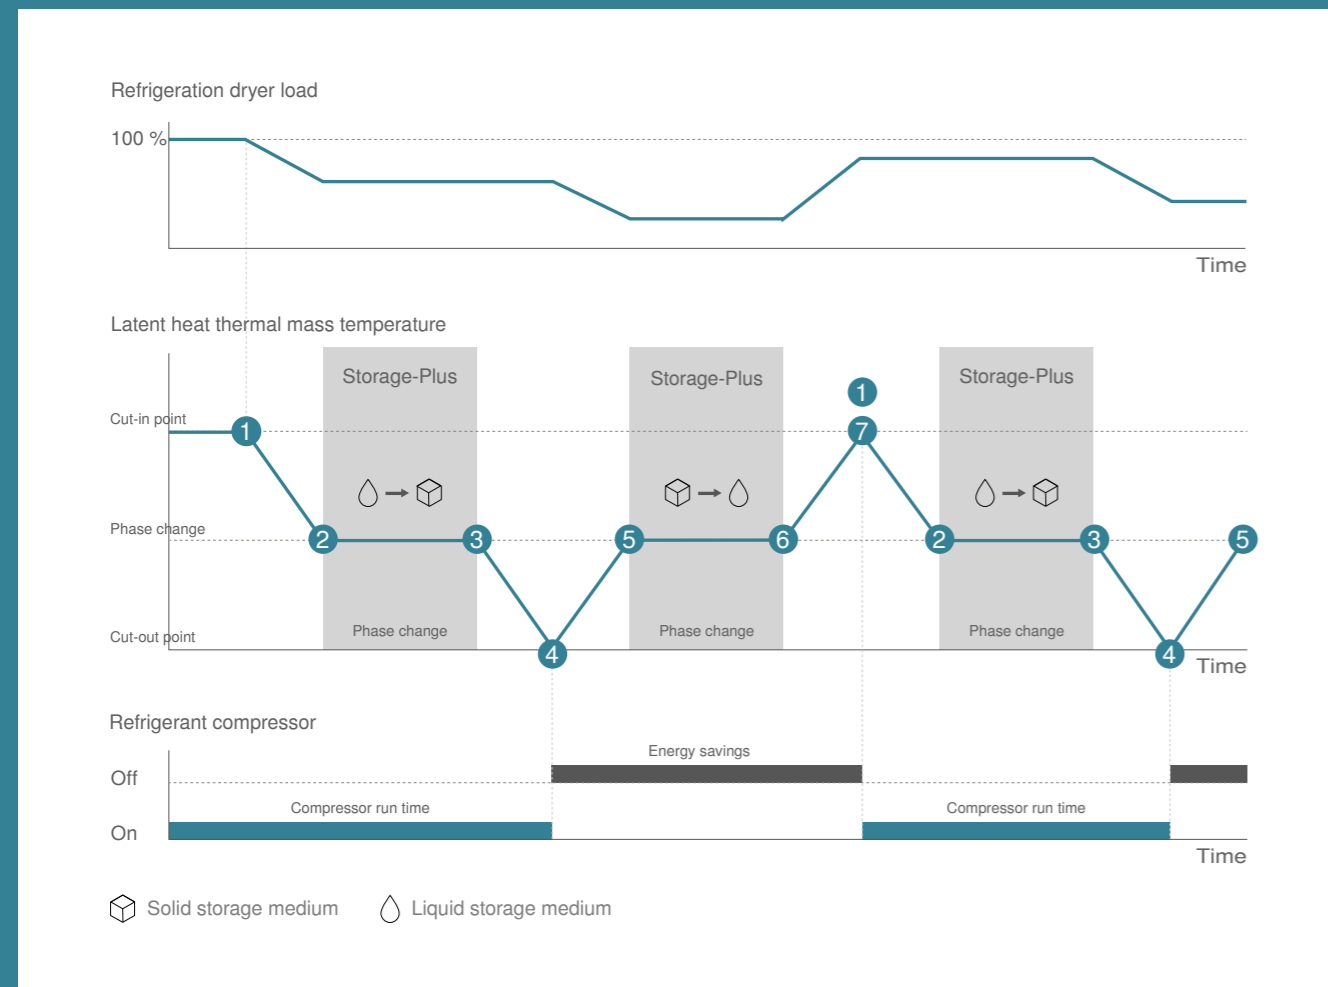 Refrigeration dryer load
100 %
Time
Latent heat thermal mass temperature
Storage-Plus
Storage-Plus
Storage-Plus
1
Cut-in point
1
7
Phase change
2
3
5
6
2
3
5
Cut-out point
Phase change
Phase change
Phase change
4
4
Time
Refrigerant compressor
Energy savings
Off
Compressor run time
Compressor run time
On
Time
Solid storage medium
Liquid storage medium